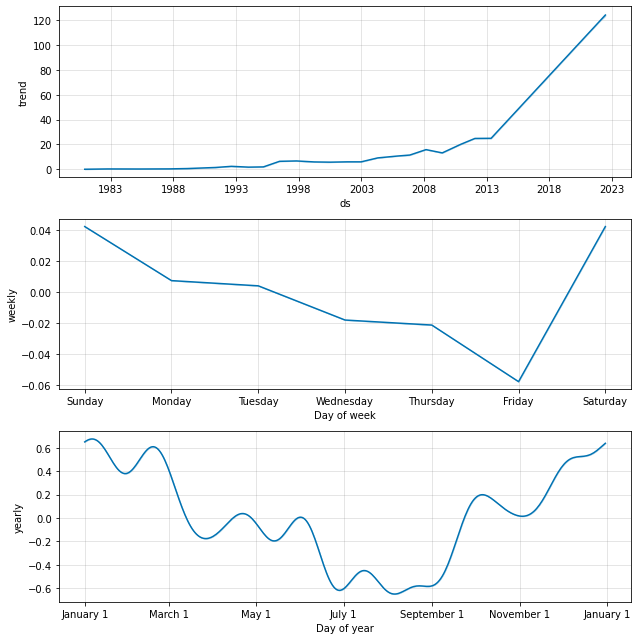 120
100
80
60
40
20
0
trend
1983 1988 1993 1998 2003 2008 2013 2018 2023
ds
0.04
0.02
0.00
−0.02
−0.04
−0.06
weekly
Sunday Monday Tuesday Wednesday Thursday Friday Saturday
Day of week
0.6
0.4
0.2
0.0
−0.2
−0.4
−0.6
yearly
January 1 March 1 May 1 July 1 September 1 November 1 January 1
Day of year